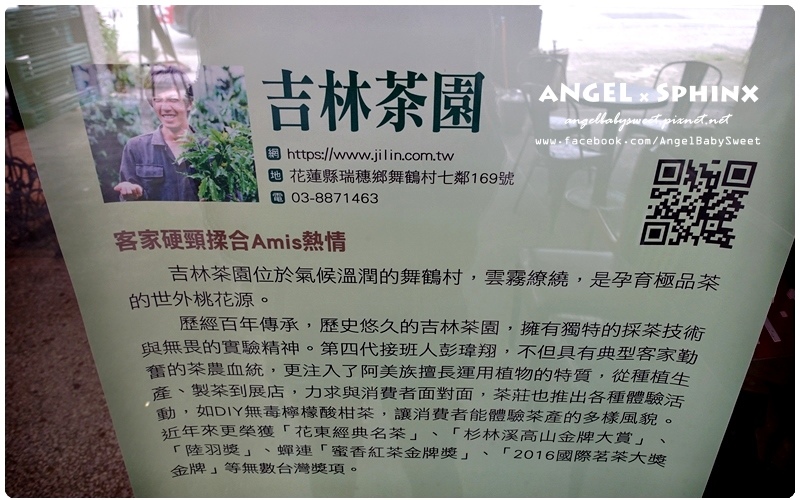 吉林茶園
ANGEL x SPHINX
angelbabysweet.pixnet.net
www.facebook.com/AngelBabySweet
網 https://www.jilin.com.tw
地 花蓮縣瑞穗鄉舞鶴村七鄰169號
電 03-8871463
客家硬頸揉合Amis熱情
吉林茶園位於氣候溫潤的舞鶴村，雲霧繚繞，是孕育極品茶
的世外桃花源。
歷經百年傳承，歷史悠久的吉林茶園，擁有獨特的採茶技術
與無畏的實驗精神。第四代接班人彭瑋翔，不但具有典型客家勤
奮的茶農血統，更注入了阿美族擅長運用植物的特質，從種植生
產、製茶到展店，力求與消費者面對面，茶莊也推出各種體驗活
動，如DIY無毒檸檬酸柑茶，讓消費者能體驗茶產的多樣風貌。
近年來更榮獲「花東經典名茶」、「杉林溪高山金牌大賞」、
「陸羽獎」、蟬連「蜜香紅茶金牌獎」、「2016國際茗茶大獎
金牌」等無數台灣獎項。